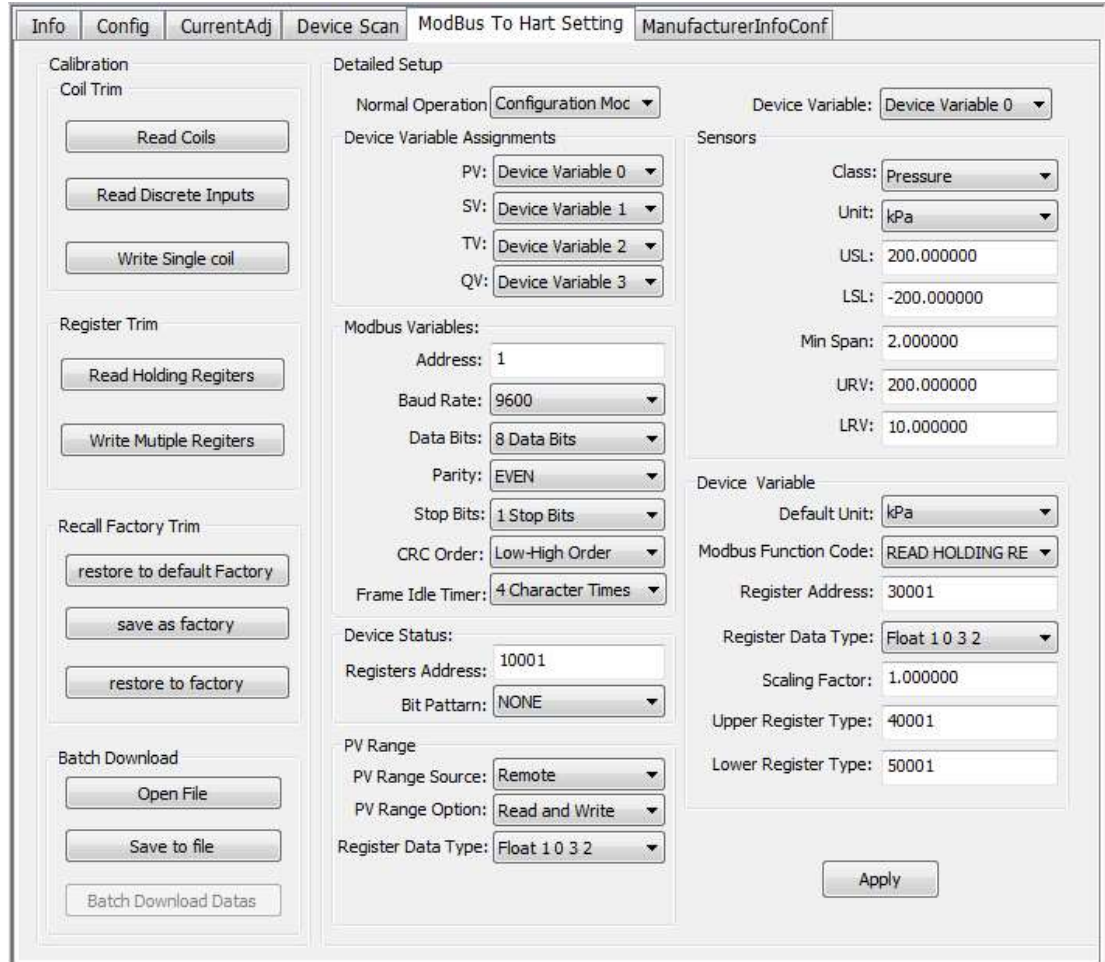 Info Config CurrentAdj Device Scan ModBus To Hart Setting ManufacturerInfoConf
Calibration
Coil Trim
Read Coils
Read Discrete Inputs
Write Single coil
Register Trim
Read Holding Regiters
Write Mutiple Regiters
Recall Factory Trim
restore to default Factory
save as factory
restore to factory
Batch Download
Open File
Save to file
Batch Download Datas
Detailed Setup
Normal Operation Configuration Moc
Device Variable Assignments
PV: Device Variable 0
SV: Device Variable 1
TV: Device Variable 2
QV: Device Variable 3
Modbus Variables:
Address: 1
Baud Rate: 9600
Data Bits: 8 Data Bits
Parity: EVEN
Stop Bits: 1 Stop Bits
CRC Order: Low-High Order
Frame Idle Timer: 4 Character Times
Device Status:
Registers Address: 10001
Bit Pattarn: NONE
PV Range
PV Range Source: Remote
PV Range Option: Read and Write
Register Data Type: Float 1 0 3 2
Device Variable: Device Variable 0
Sensors
Class: Pressure
Unit: kPa
USL: 200.000000
LSL: -200.000000
Min Span: 2.000000
URV: 200.000000
LRV: 10.000000
Device Variable
Default Unit: kPa
Modbus Function Code: READ HOLDING RE
Register Address: 30001
Register Data Type: Float 1 0 3 2
Scaling Factor: 1.000000
Upper Register Type: 40001
Lower Register Type: 50001
Apply